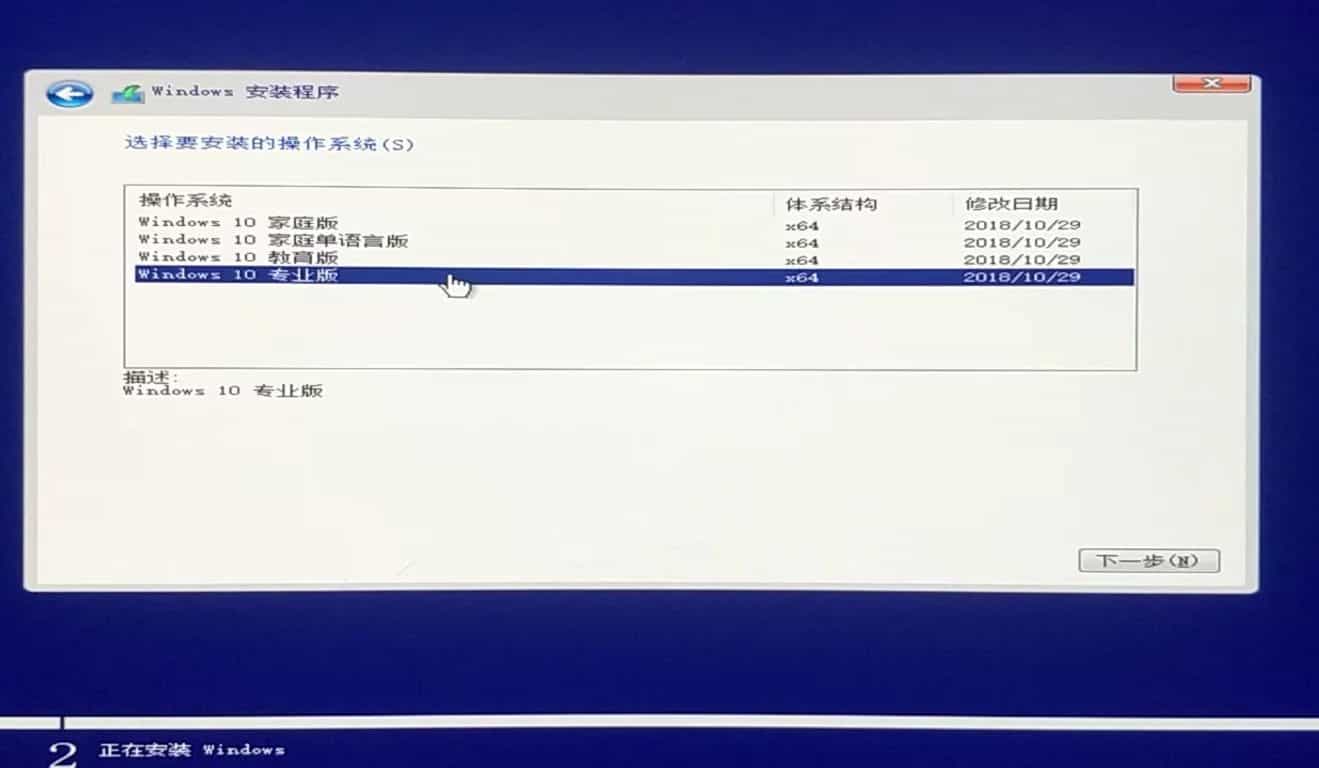 Windows 安装程序
选择要安装的操作系统(S)
操作系统 体系结构 修改日期
Windows 10 家庭版 x64 2018/10/29
Windows 10 家庭单语言版 x64 2018/10/29
Windows 10 教育版 x64 2018/10/29
Windows 10 专业版 x64 2018/10/29
描述:
Windows 10 专业版
下一步(N)
2 正在安装 Windows